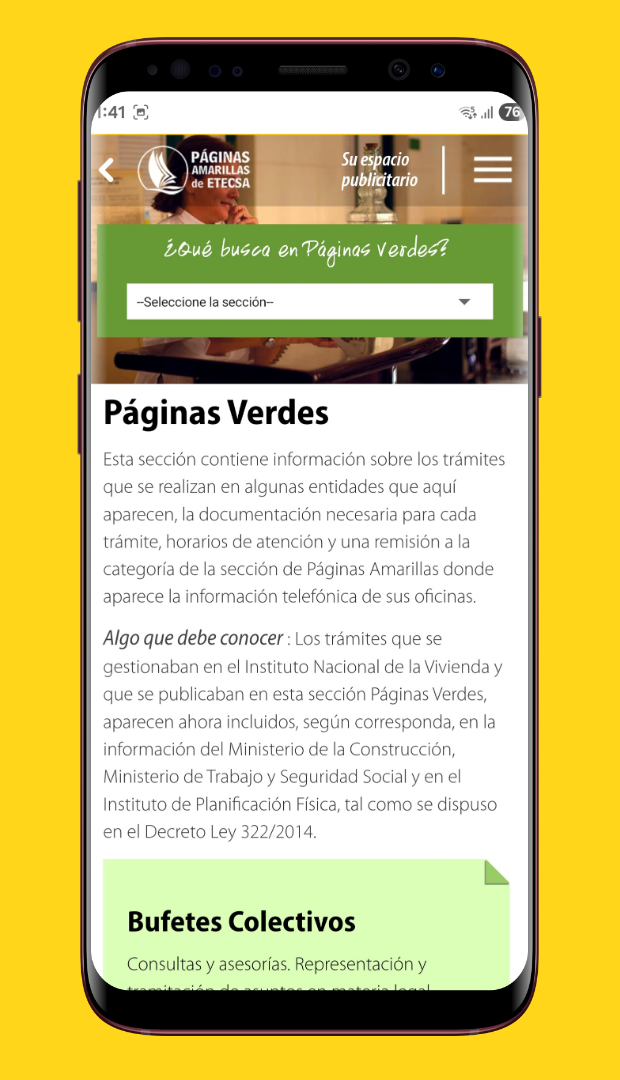 :41
76
PÁGINAS
AMARILLAS
de ETECSA
Su espacio
publicitario
¿Qué busca en Páginas Verdes?
--Seleccione la sección--
Páginas Verdes
Esta sección contiene información sobre los trámites
que se realizan en algunas entidades que aquí
aparecen, la documentación necesaria para cada
trámite, horarios de atención y una remisión a la
categoría de la sección de Páginas Amarillas donde
aparece la información telefónica de sus oficinas.
Algo que debe conocer : Los trámites que se
gestionaban en el Instituto Nacional de la Vivienda y
que se publicaban en esta sección Páginas Verdes,
aparecen ahora incluidos, según corresponda, en la
información del Ministerio de la Construcción,
Ministerio de Trabajo y Seguridad Social y en el
Instituto de Planificación Física, tal como se dispuso
en el Decreto Ley 322/2014.
Bufetes Colectivos
Consultas y asesorías. Representación y
tramitación de asuntos en materia legal